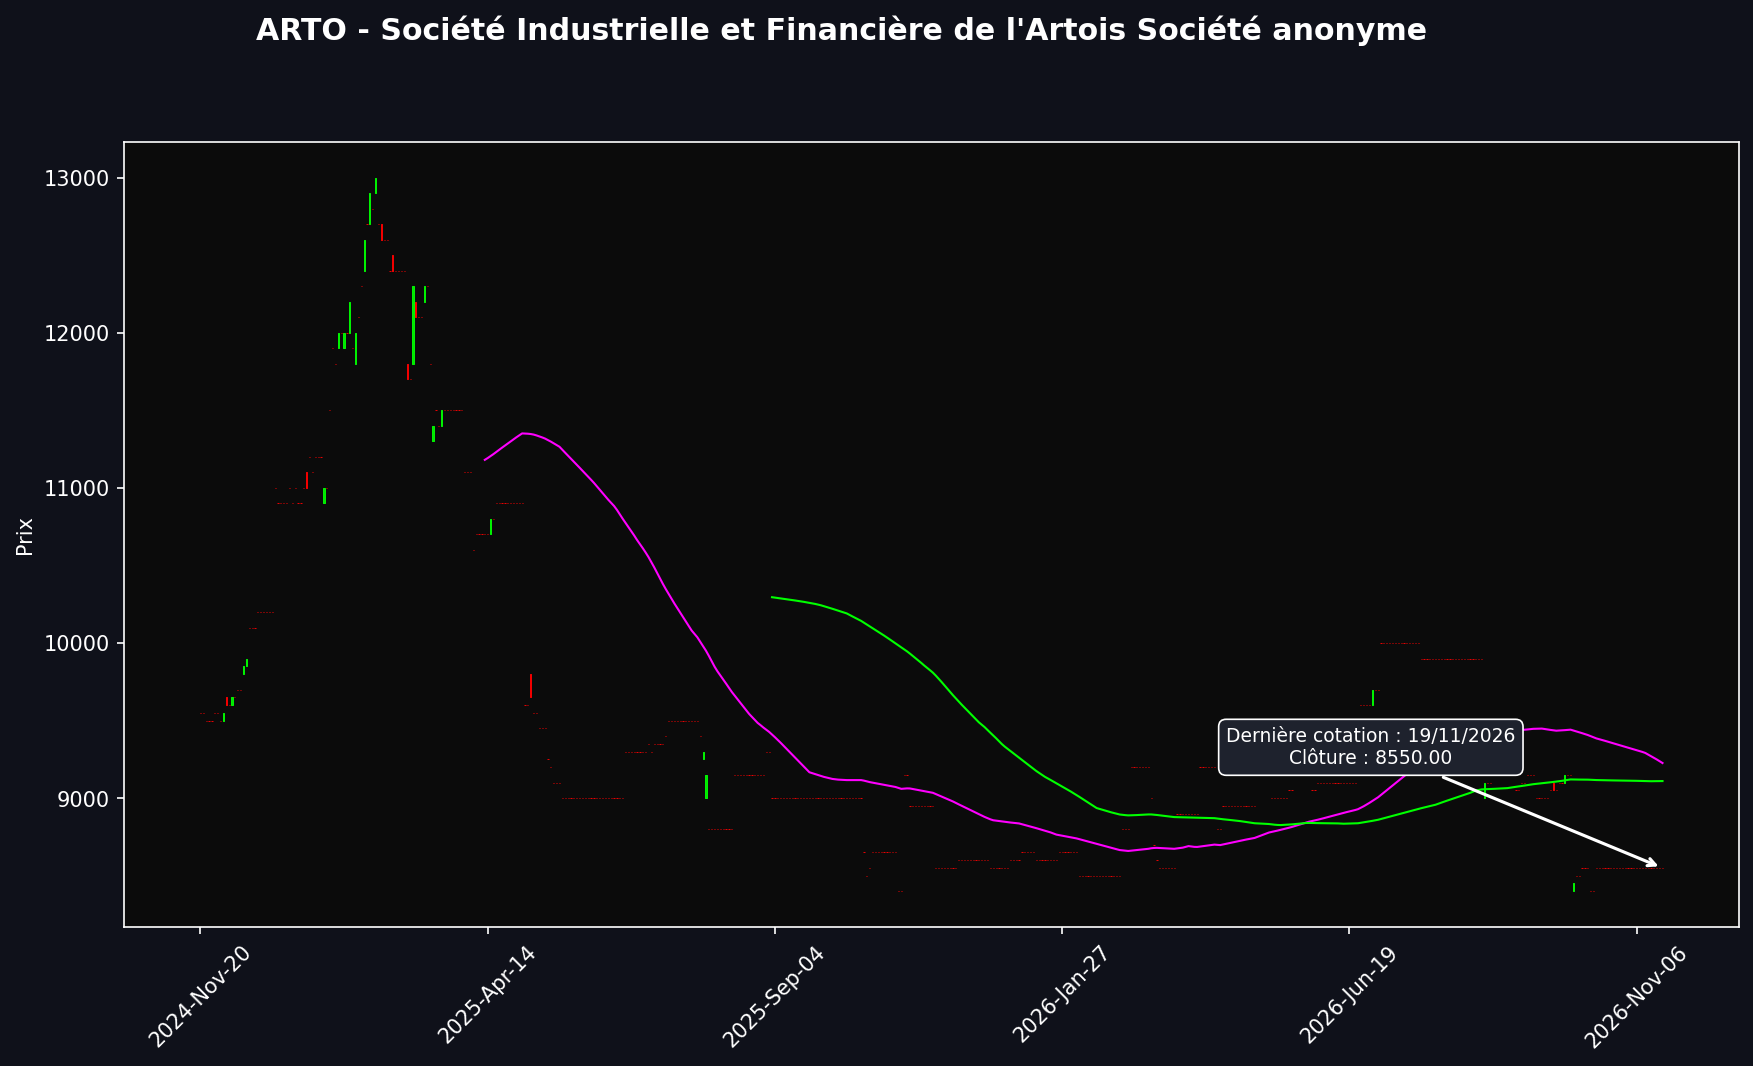 ARTO - Société Industrielle et Financière de l'Artois Société anonyme
Prix
13000
12000
11000
10000
9000
Dernière cotation : 19/11/2026
Clôture : 8550.00
2024-Nov-20
2025-Apr-14
2025-Sep-04
2026-Jan-27
2026-Jun-19
2026-Nov-06